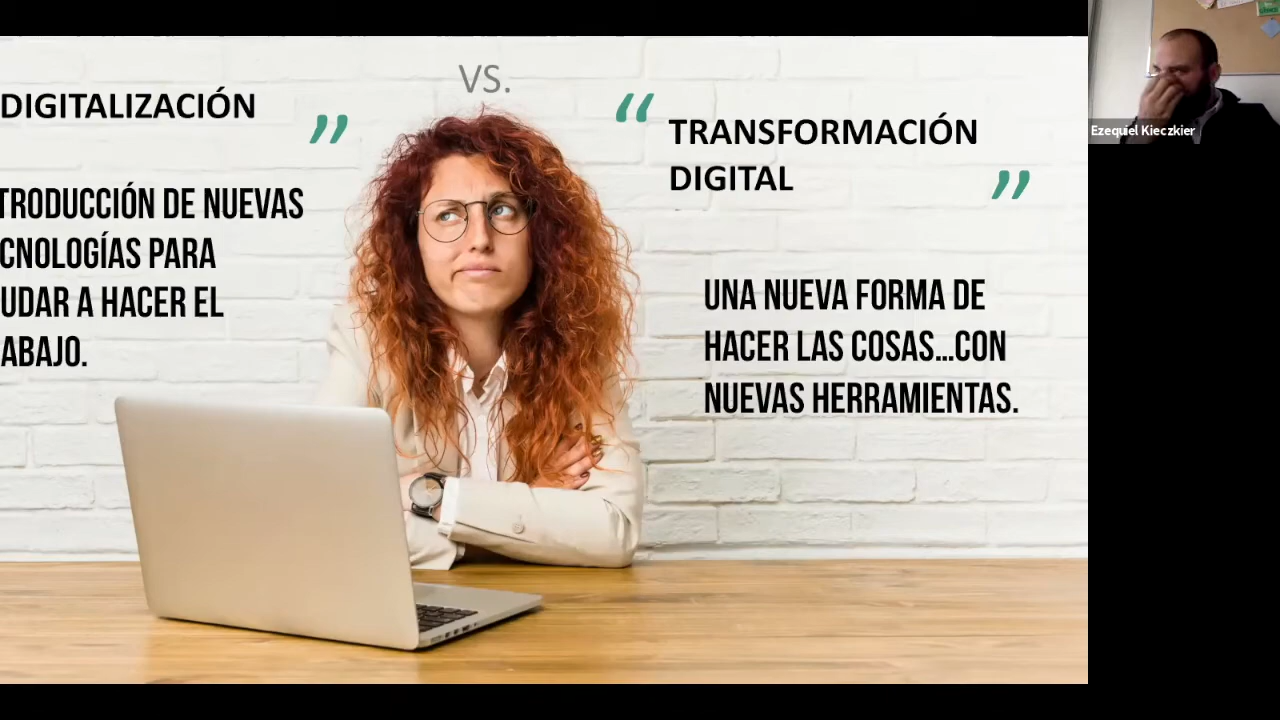 VS.
DIGITALIZACIÓN
”
TRODUCCIÓN DE NUEVAS
CNOLOGÍAS PARA
UDAR A HACER EL
ABAJO.
“
TRANSFORMACIÓN
DIGITAL
”
UNA NUEVA FORMA DE
HACER LAS COSAS...CON
NUEVAS HERRAMIENTAS.
Ezequiel Kieczkier